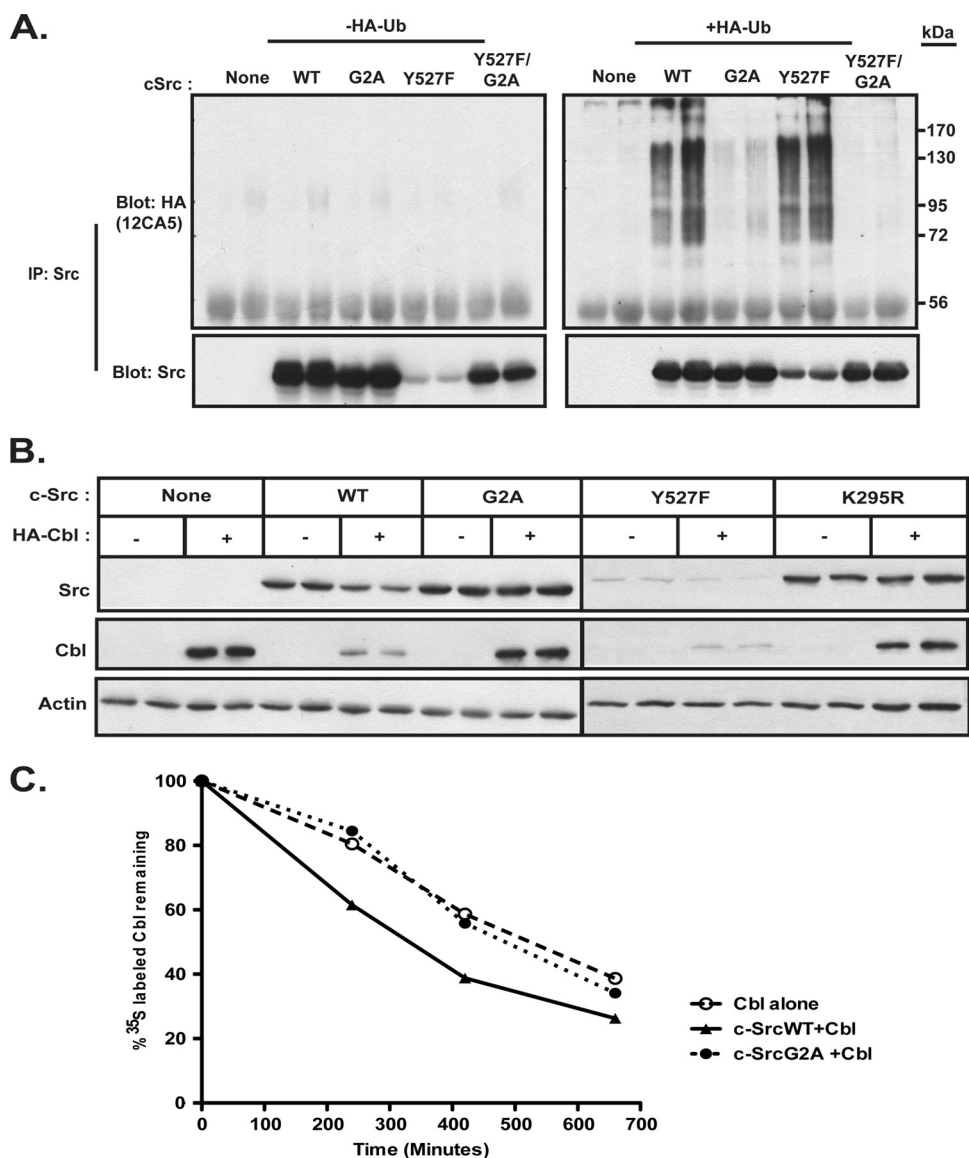 A.
-HA-Ub
+HA-Ub
kDa
cSrc :
None WT G2A Y527F Y527F/
G2A
None WT G2A Y527F Y527F/
G2A
Blot: HA
(12CA5)
IP: Src
Blot: Src
170
130
95
72
56
B.
c-Src : None WT G2A Y527F K295R
HA-Cbl : - + - + - + - + - +
Src
Cbl
Actin
C.
% 35S labeled Cbl remaining
100
80
60
40
20
0
0 100 200 300 400 500 600 700
Time (Minutes)
Cbl alone
c-SrcWT+Cbl
c-SrcG2A +Cbl